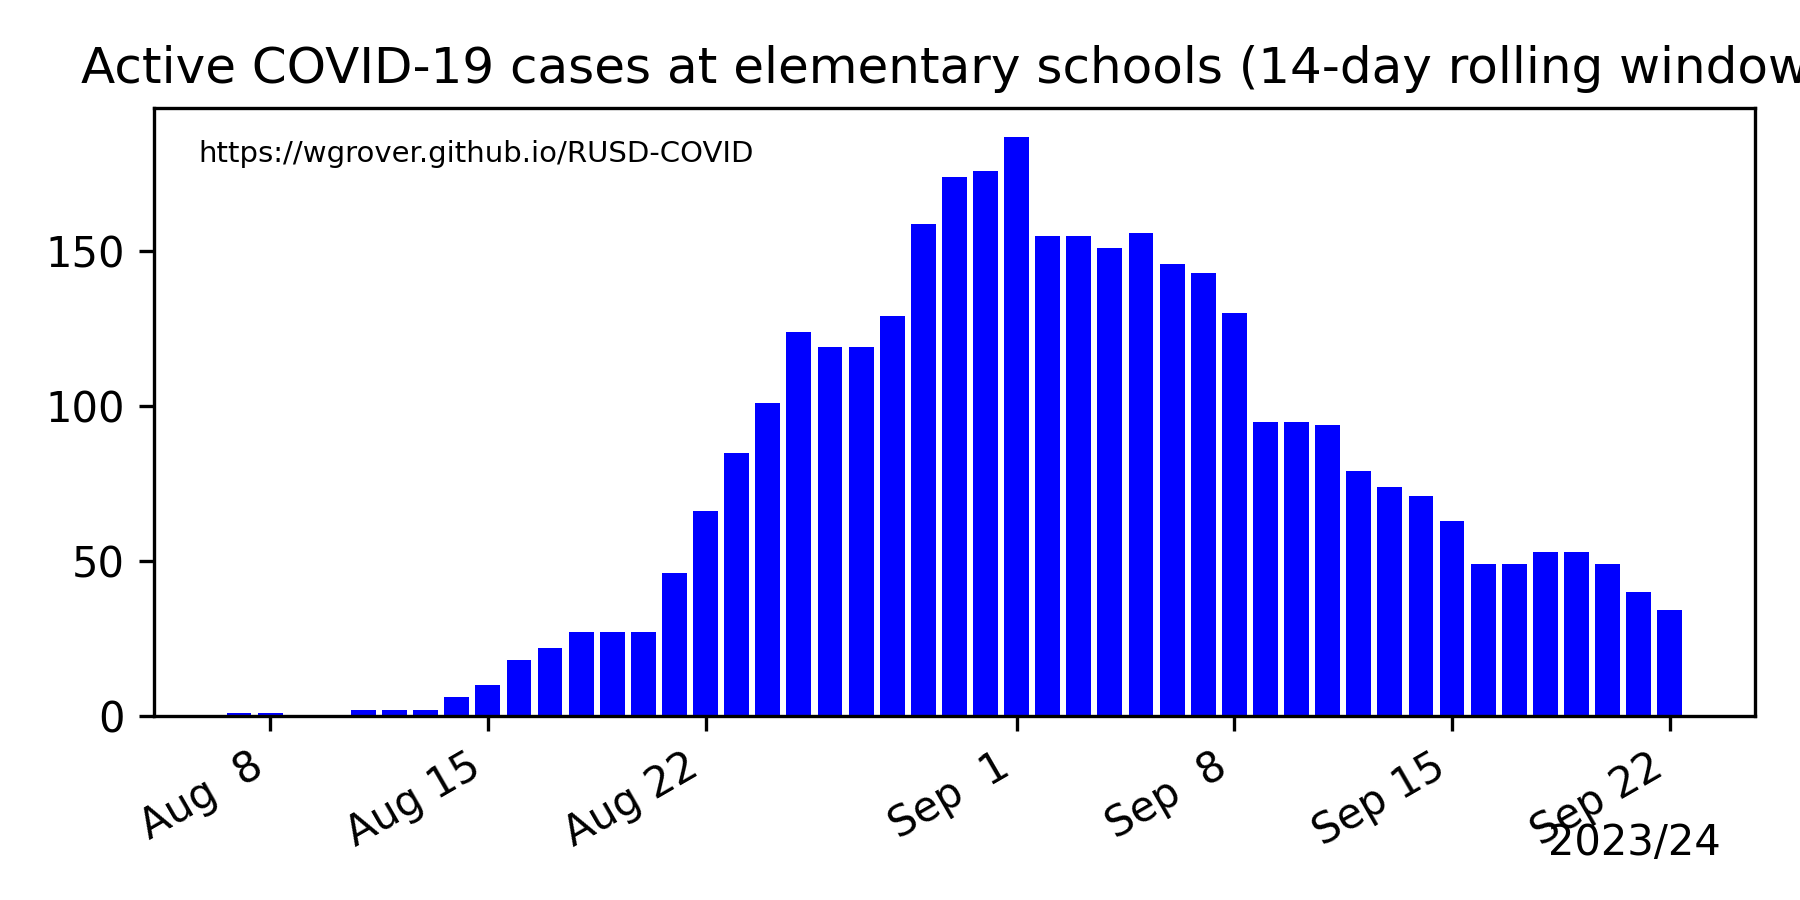 Active COVID-19 cases at elementary schools (14-day rolling window
https://wgrover.github.io/RUSD-COVID
150
100
50
0
Aug 8
Aug 15
Aug 22
Sep 1
Sep 8
Sep 15
Sep 22
2023/24